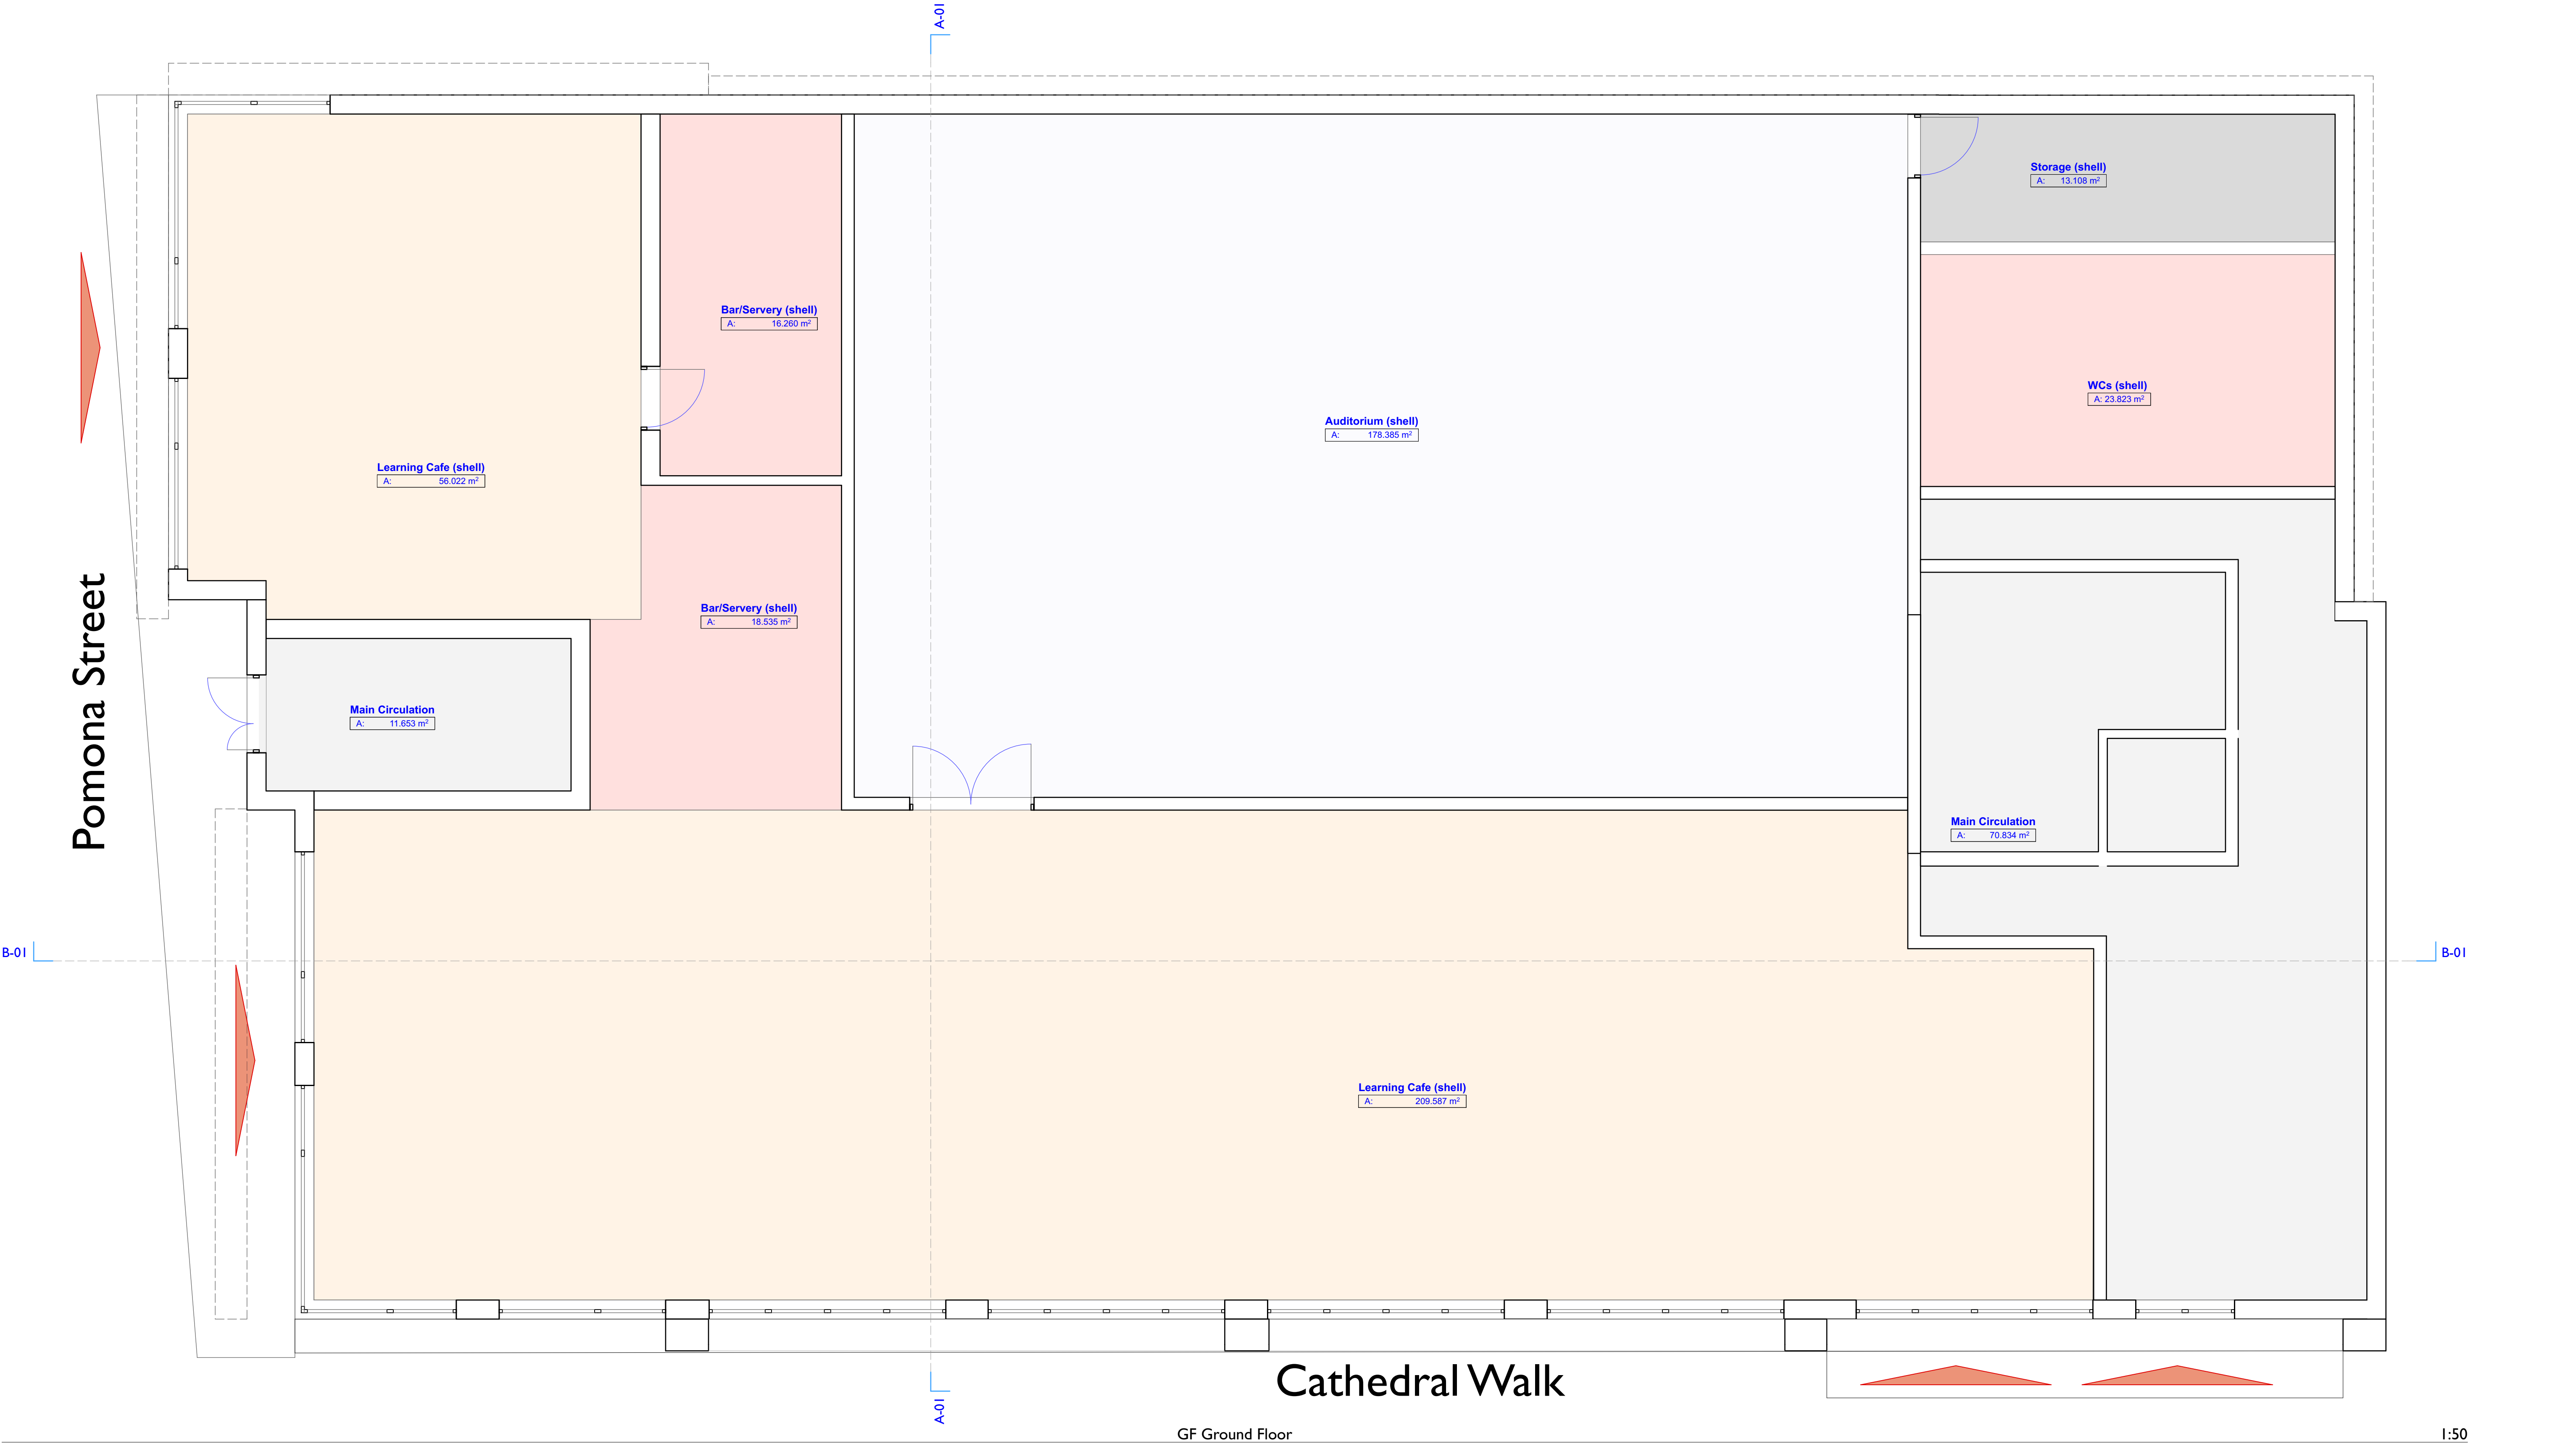 A-01
Storage (shell)
A: 13.108 m²
Bar/Servery (shell)
A: 16.260 m²
WCs (shell)
A: 23.823 m²
Auditorium (shell)
A: 178.385 m²
Learning Cafe (shell)
A: 56.022 m²
Bar/Servery (shell)
A: 18.535 m²
Pomona Street
Main Circulation
A: 11.653 m²
Main Circulation
A: 70.834 m²
B-01
B-01
Learning Cafe (shell)
A: 209.587 m²
Cathedral Walk
A-01
GF Ground Floor
1:50